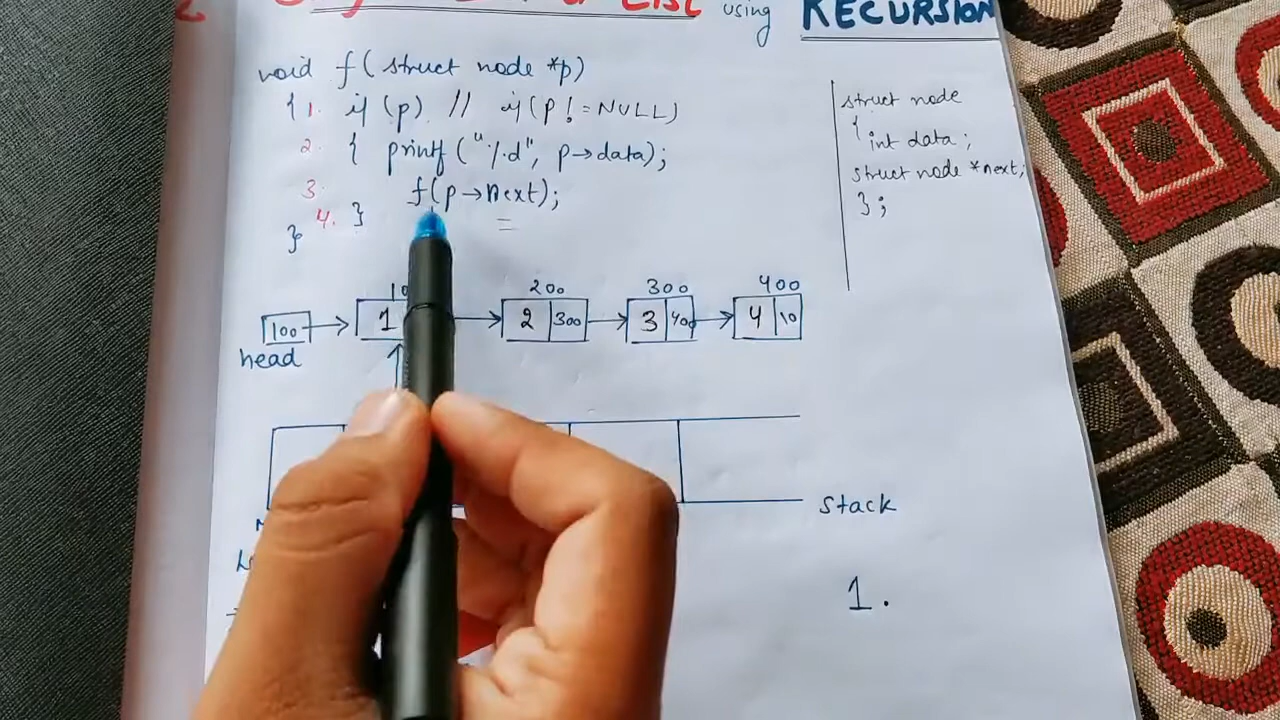 List using RECURSION
void f( struct node *p)
{ 1. if (p) // if (P != NULL)
2. { printf ("%d", p→data);
3. f(p→next);
4. }
}
struct node
{ int data;
struct node *next;
};
200 300 400
100 1 2 300 3 400 4 10
head
Stack
1.